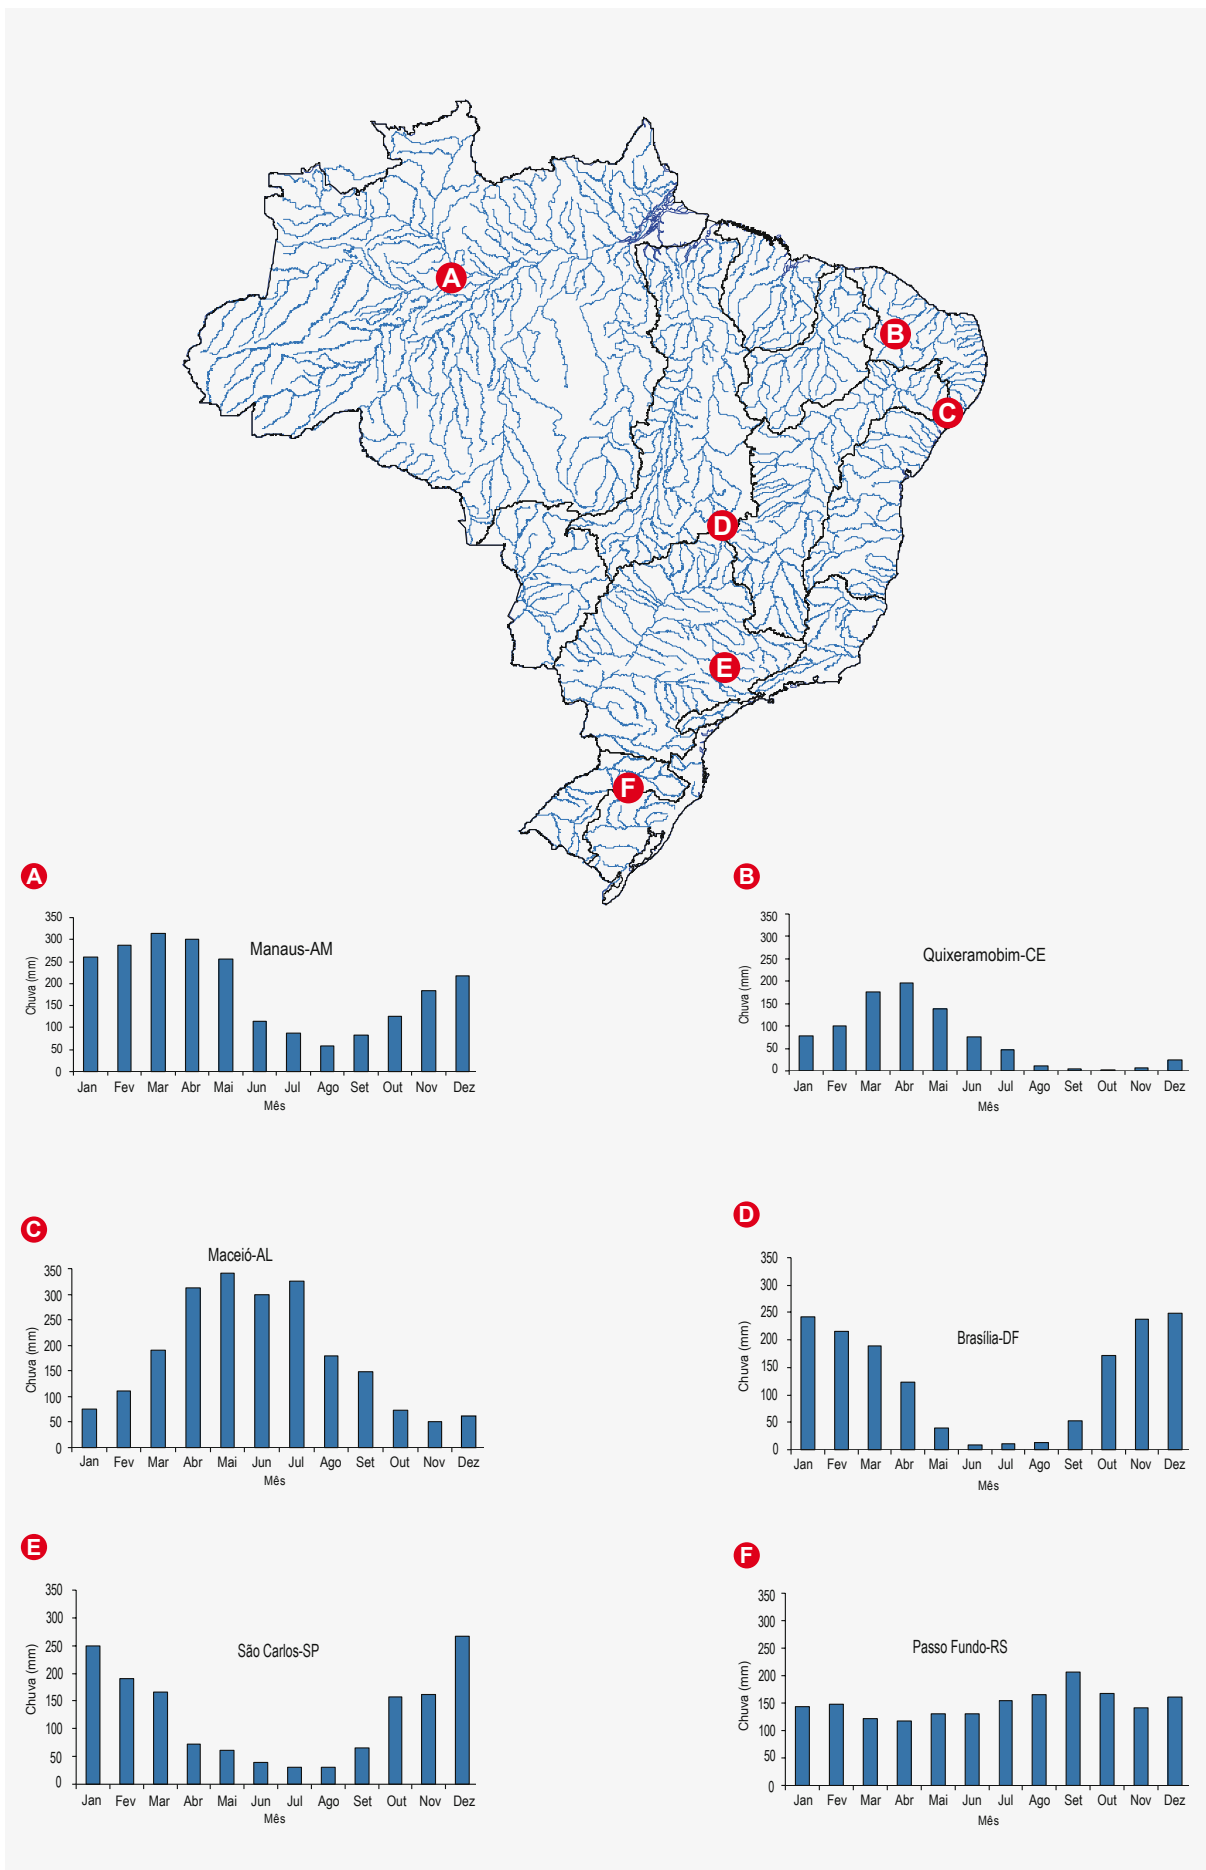 A
B
C
D
E
F
A
Manaus-AM
Chuva (mm)
350
300
250
200
150
100
50
0
Jan Fev Mar Abr Mai Jun Jul Ago Set Out Nov Dez
Mês
B
Quixeramobim-CE
Chuva (mm)
350
300
250
200
150
100
50
0
Jan Fev Mar Abr Mai Jun Jul Ago Set Out Nov Dez
Mês
C
Maceió-AL
Chuva (mm)
350
300
250
200
150
100
50
0
Jan Fev Mar Abr Mai Jun Jul Ago Set Out Nov Dez
Mês
D
Brasília-DF
Chuva (mm)
350
300
250
200
150
100
50
0
Jan Fev Mar Abr Mai Jun Jul Ago Set Out Nov Dez
Mês
E
São Carlos-SP
Chuva (mm)
350
300
250
200
150
100
50
0
Jan Fev Mar Abr Mai Jun Jul Ago Set Out Nov Dez
Mês
F
Passo Fundo-RS
Chuva (mm)
350
300
250
200
150
100
50
0
Jan Fev Mar Abr Mai Jun Jul Ago Set Out Nov Dez
Mês